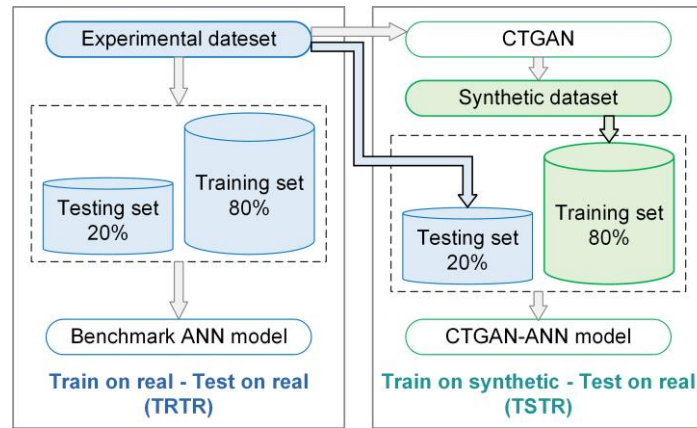 Experimental dateset
Testing set
20%
Training set
80%
Benchmark ANN model
Train on real - Test on real
(TRTR)
CTGAN
Synthetic dataset
Testing set
20%
Training set
80%
CTGAN-ANN model
Train on synthetic - Test on real
(TSTR)